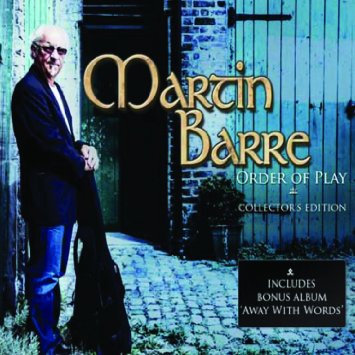 Martin
Barre
Order of Play
Collector's Edition
Includes
Bonus Album
'Away With Words'